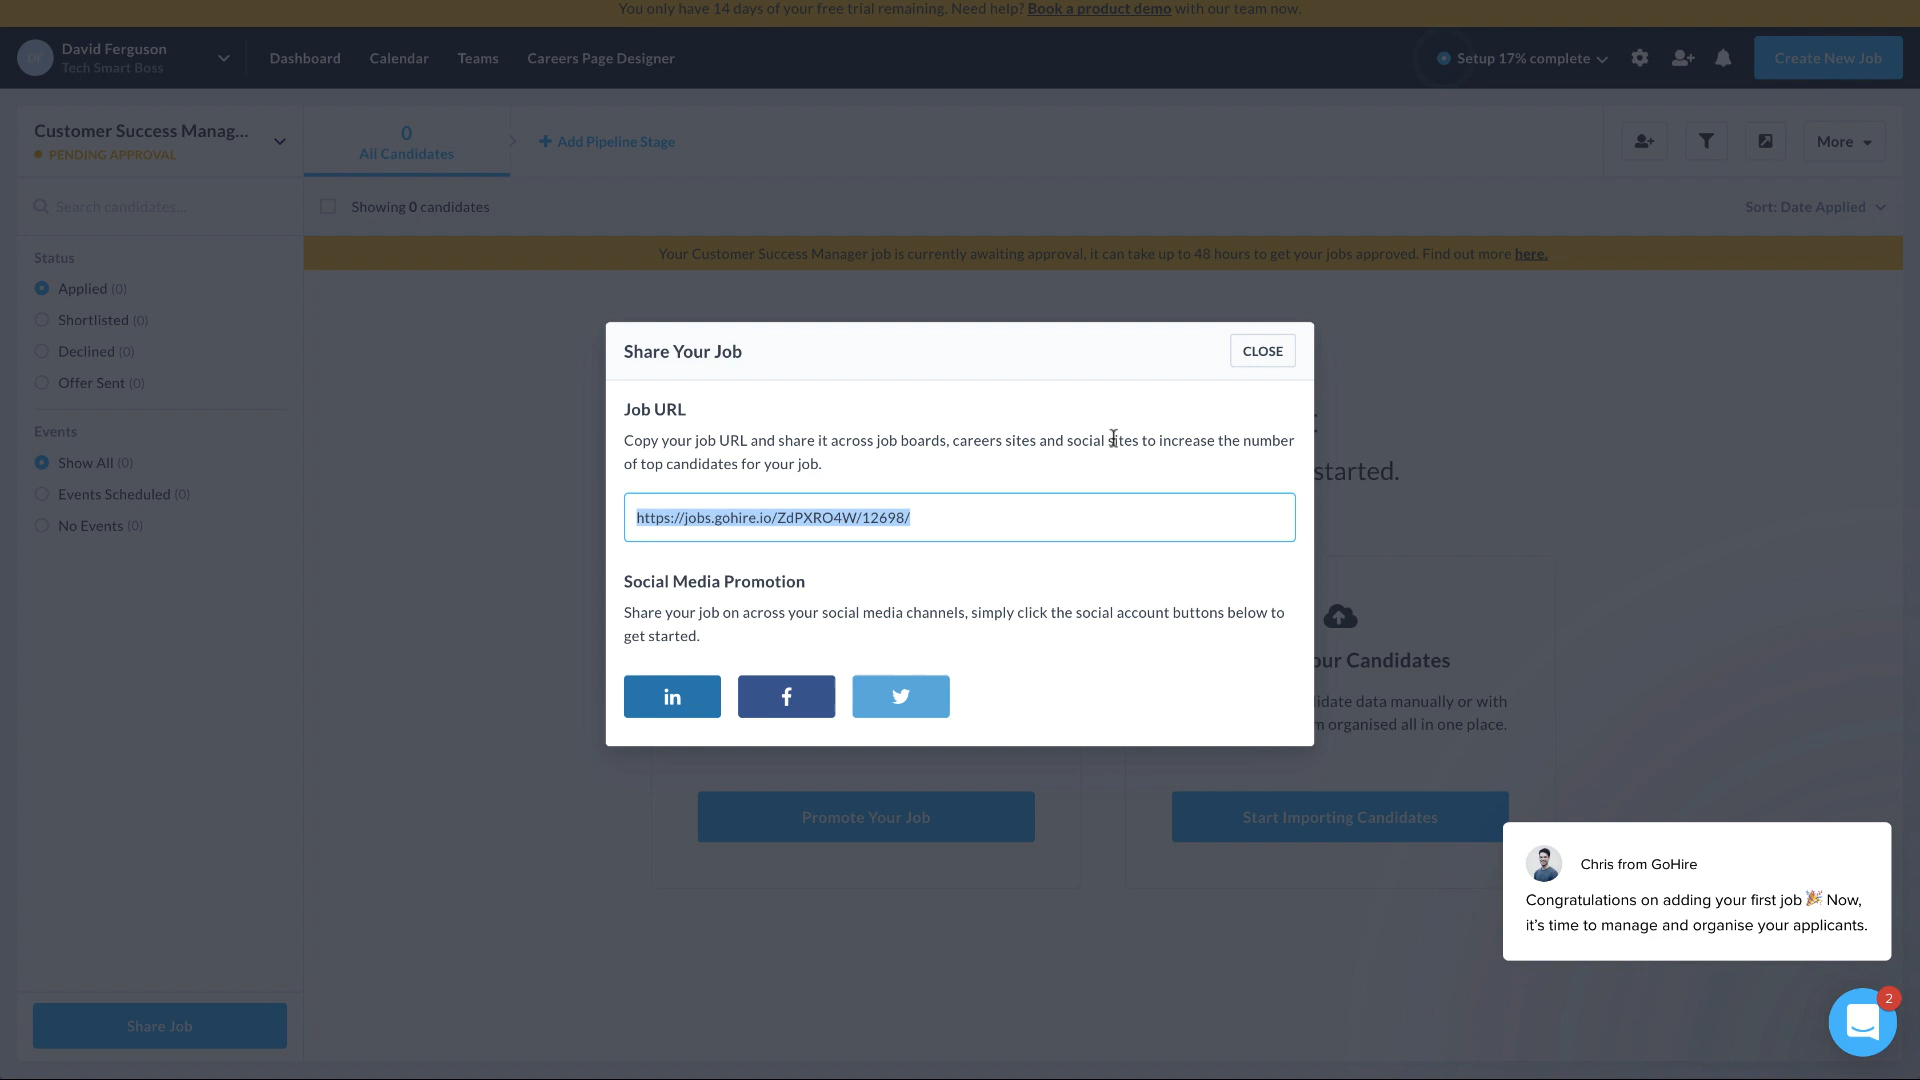 You only have 14 days of your free trial remaining. Need help? Book a product demo with our team now.
David Ferguson
Tech Smart Boss
Dashboard
Calendar
Teams
Careers Page Designer
Setup 17% complete
Create New Job
Customer Success Manag...
PENDING APPROVAL
0
All Candidates
Add Pipeline Stage
More
Search candidates...
Showing 0 candidates
Sort: Date Applied
Your Customer Success Manager job is currently awaiting approval, it can take up to 48 hours to get your jobs approved. Find out more here.
Status
Applied (0)
Shortlisted (0)
Declined (0)
Offer Sent (0)
Events
Show All (0)
Events Scheduled (0)
No Events (0)
Share Your Job
CLOSE
Job URL
Copy your job URL and share it across job boards, careers sites and social sites to increase the number
of top candidates for your job.
started.
https://jobs.gohire.io/ZdPXRO4W/12698/
Social Media Promotion
Share your job on across your social media channels, simply click the social account buttons below to
get started.
in
f
Candidates
data manually or with
organised all in one place.
Promote Your Job
Start Importing Candidates
Chris from GoHire
Congratulations on adding your first job 🎉 Now,
it's time to manage and organise your applicants.
2
Share Job